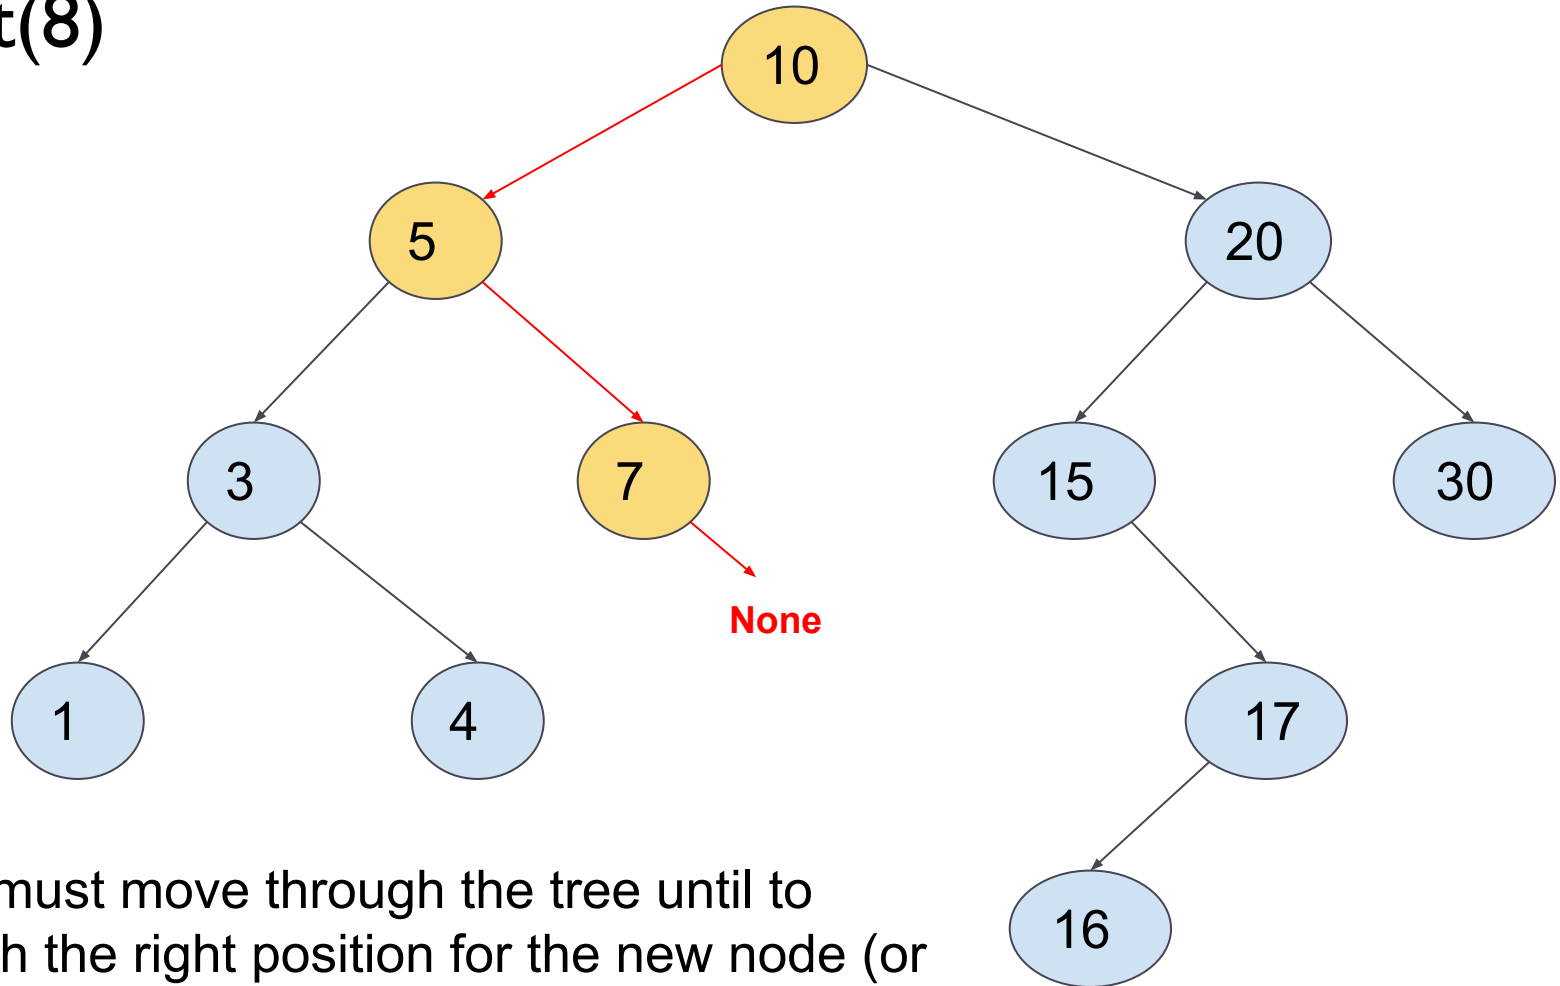 t(8)
10
5
20
3
7
15
30
None
1
4
17
must move through the tree until to
16
h the right position for the new node (or